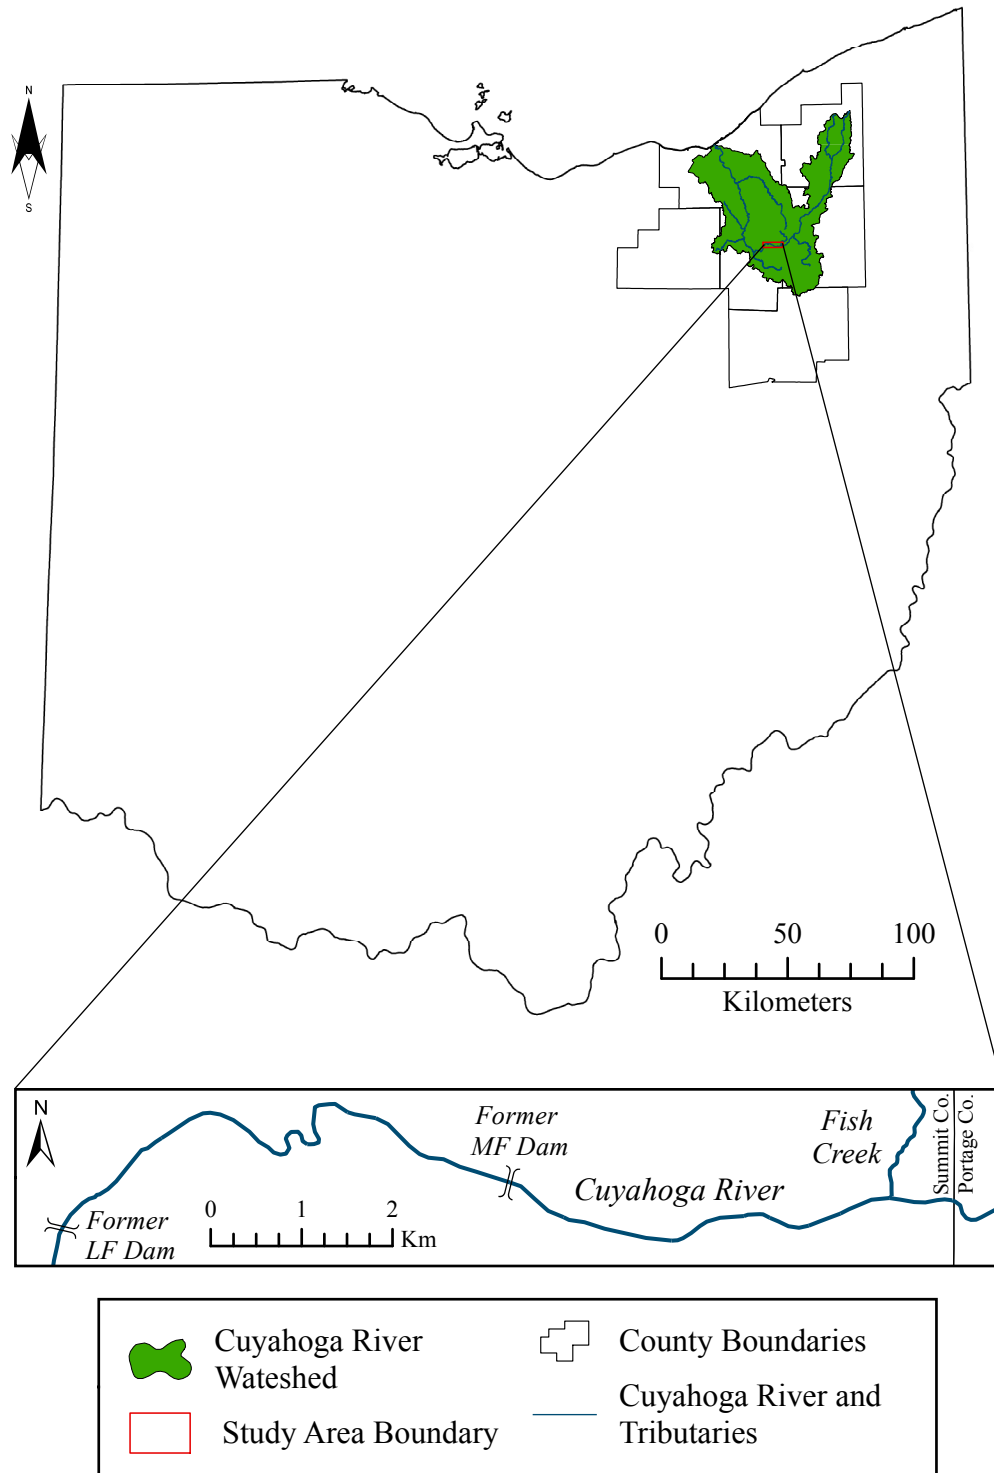 N
S
0 50 100
Kilometers
N
Former
LF Dam
0 1 2
Km
Former
MF Dam
Cuyahoga River
Fish
Creek
Summit Co.
Portage Co.
Cuyahoga River
Wateshed
Study Area Boundary
County Boundaries
Cuyahoga River and
Tributaries